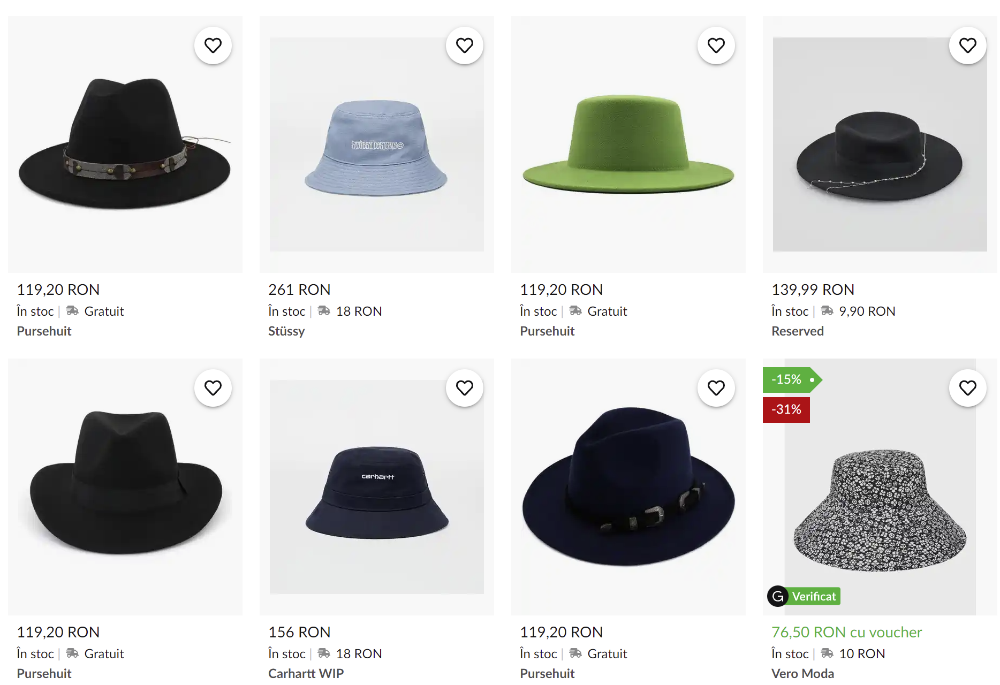 STÜSSY DESIGNS©
119,20 RON
În stoc | Gratuit
Pursehuit
261 RON
În stoc | 18 RON
Stüssy
119,20 RON
În stoc | Gratuit
Pursehuit
139,99 RON
În stoc | 9,90 RON
Reserved
119,20 RON
În stoc | Gratuit
Pursehuit
carhartt
156 RON
În stoc | 18 RON
Carhartt WIP
119,20 RON
În stoc | Gratuit
Pursehuit
-15%
-31%
G Verificat
76,50 RON cu voucher
În stoc | 10 RON
Vero Moda